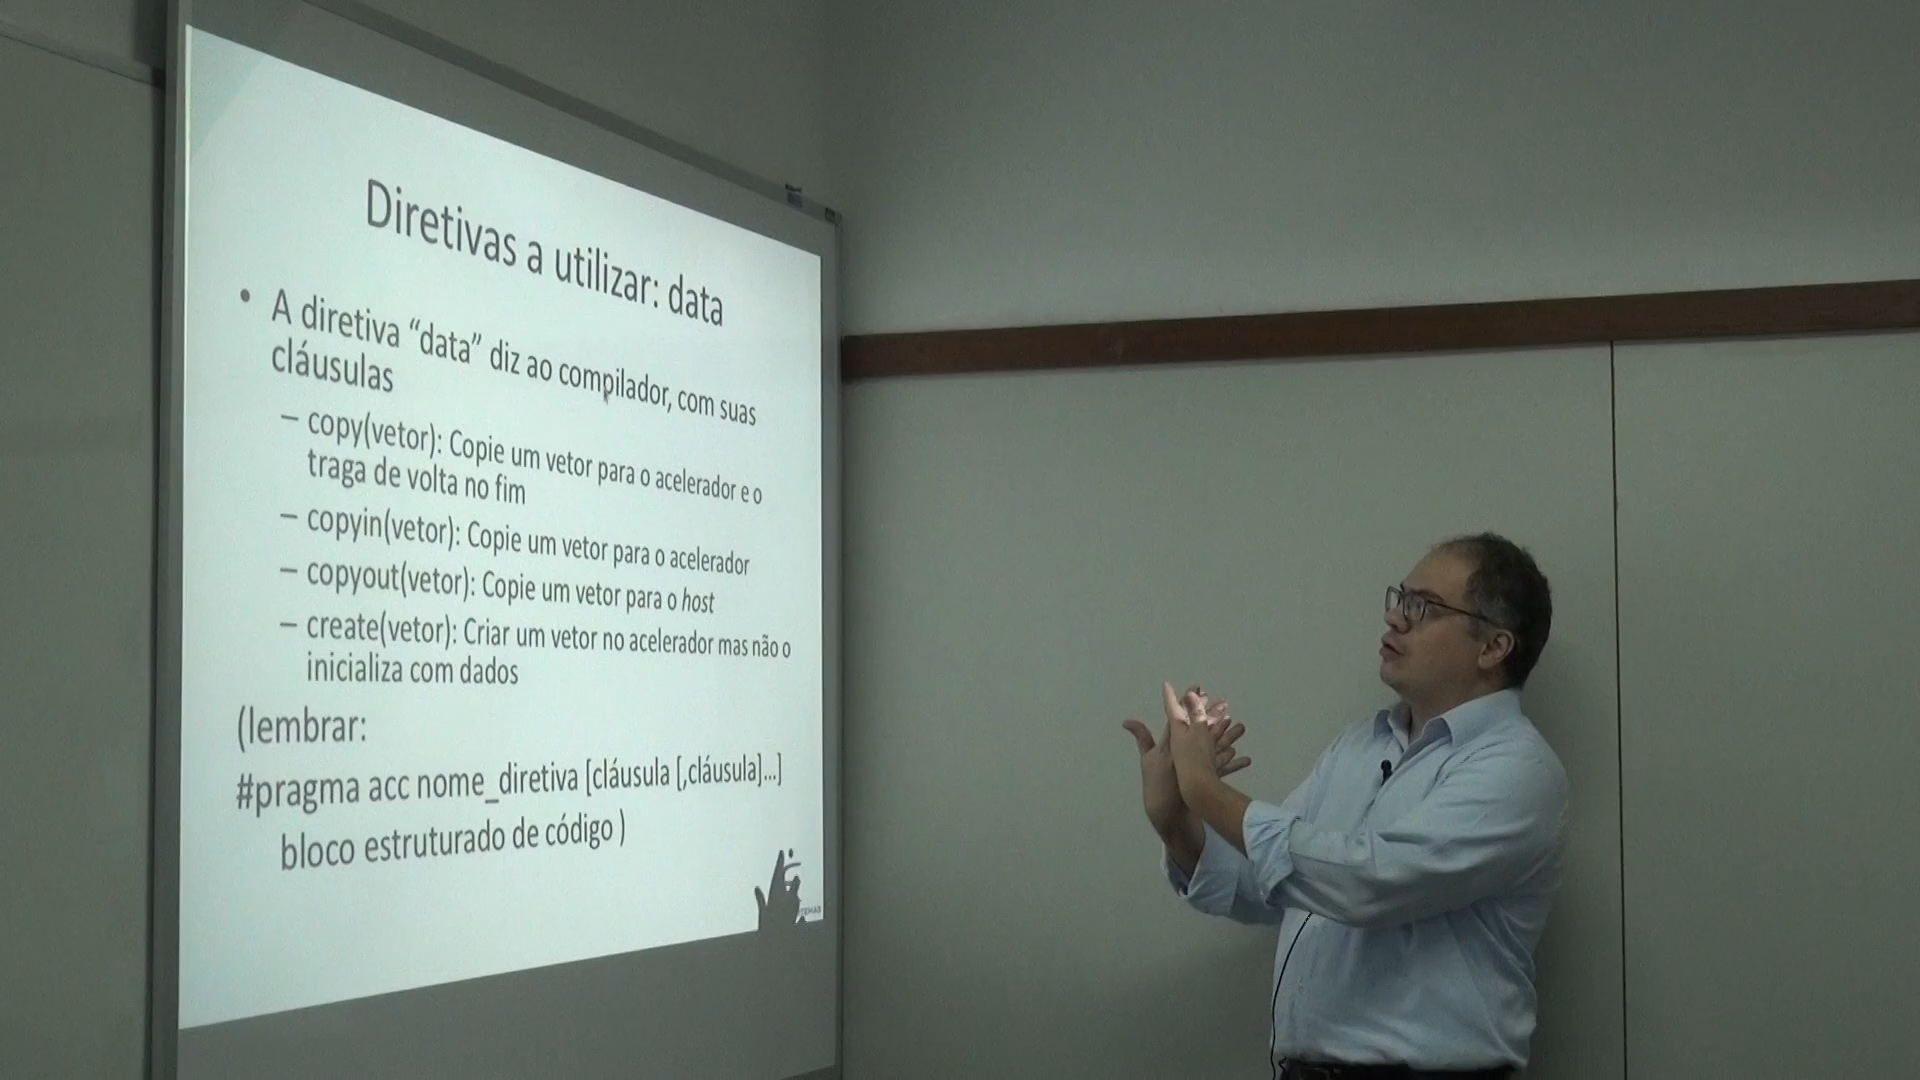 Diretivas a utilizar: data
• A diretiva “data” diz ao compilador, com suas
cláusulas
– copy(vetor): Copie um vetor para o acelerador e o
traga de volta no fim
– copyin(vetor): Copie um vetor para o acelerador
– copyout(vetor): Copie um vetor para o host
– create(vetor): Criar um vetor no acelerador mas não o
inicializa com dados
(lembrar:
#pragma acc nome_diretiva [cláusula [,cláusula]...]
bloco estruturado de código )